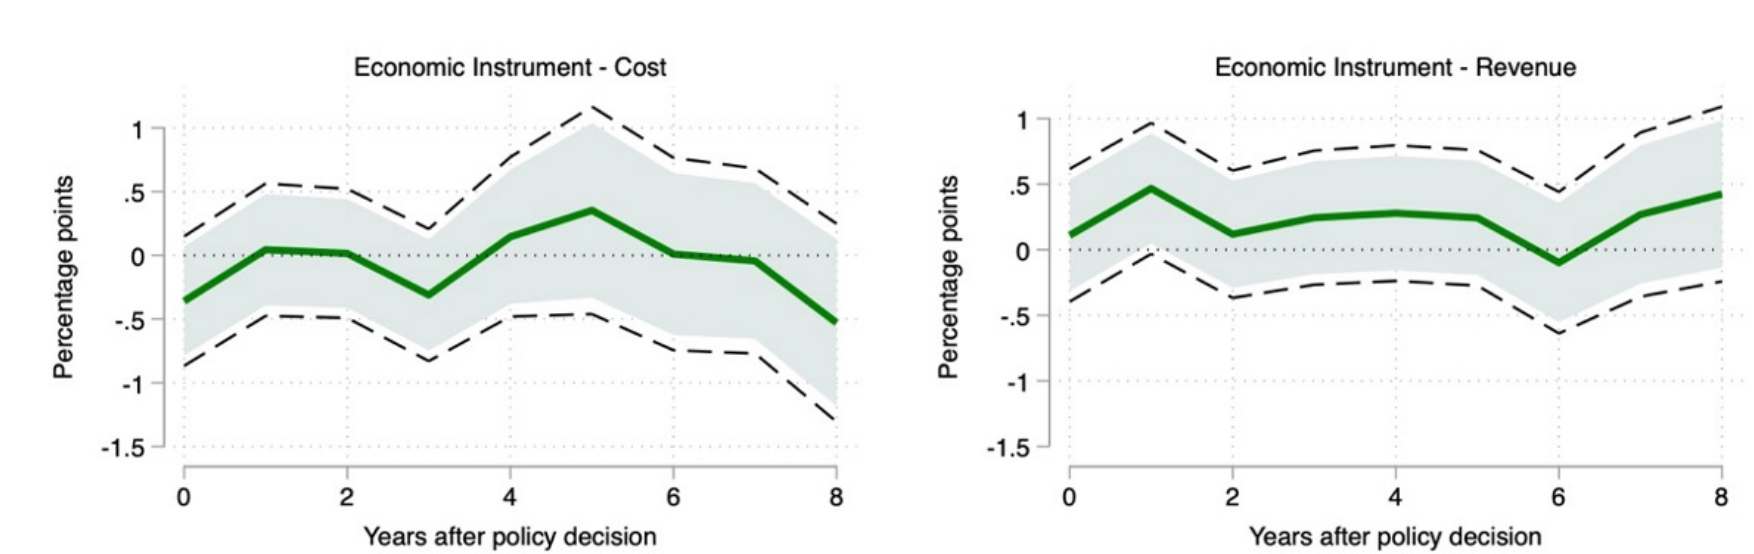 Economic Instrument - Cost
Percentage points
1
.5
0
-.5
-1
-1.5
0 2 4 6 8
Years after policy decision
Economic Instrument - Revenue
Percentage points
1
.5
0
-.5
-1
-1.5
0 2 4 6 8
Years after policy decision